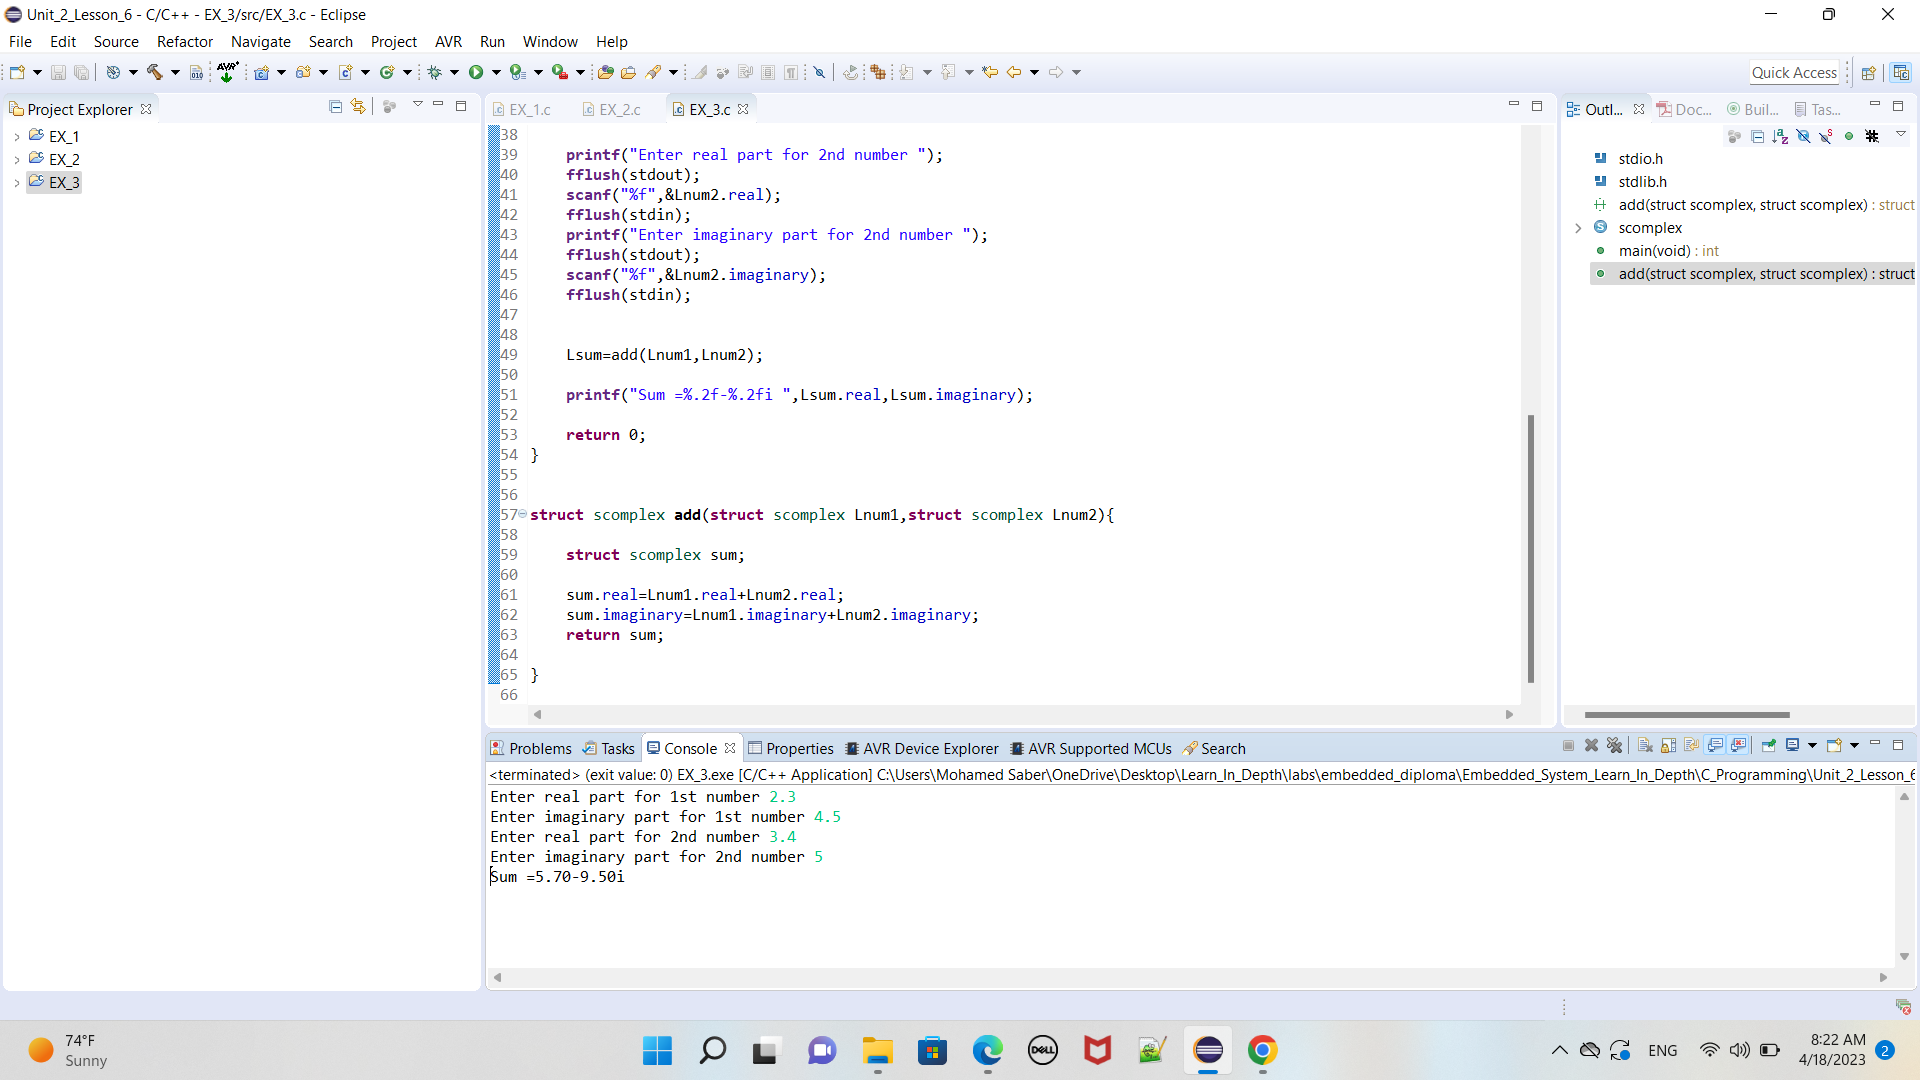 Unit_2_Lesson_6 - C/C++ - EX_3/src/EX_3.c - Eclipse
File Edit Source Refactor Navigate Search Project AVR Run Window Help
Quick Access
Project Explorer
EX_1
EX_2
EX_3
EX_1.c EX_2.c EX_3.c
38
39 printf("Enter real part for 2nd number ");
40 fflush(stdout);
41 scanf("%f",&Lnum2.real);
42 fflush(stdin);
43 printf("Enter imaginary part for 2nd number ");
44 fflush(stdout);
45 scanf("%f",&Lnum2.imaginary);
46 fflush(stdin);
47
48
49 Lsum=add(Lnum1,Lnum2);
50
51 printf("Sum =%.2f-%.2fi ",Lsum.real,Lsum.imaginary);
52
53 return 0;
54 }
55
56
57 struct scomplex add(struct scomplex Lnum1,struct scomplex Lnum2){
58
59 struct scomplex sum;
60
61 sum.real=Lnum1.real+Lnum2.real;
62 sum.imaginary=Lnum1.imaginary+Lnum2.imaginary;
63 return sum;
64
65 }
66
Outl... Doc... Buil... Tas...
stdio.h
stdlib.h
add(struct scomplex, struct scomplex) : struct
scomplex
main(void) : int
add(struct scomplex, struct scomplex) : struct
Problems Tasks Console Properties AVR Device Explorer AVR Supported MCUs Search
<terminated> (exit value: 0) EX_3.exe [C/C++ Application] C:\Users\Mohamed Saber\OneDrive\Desktop\Learn_In_Depth\labs\embedded_diploma\Embedded_System_Learn_In_Depth\C_Programming\Unit_2_Lesson_6
Enter real part for 1st number 2.3
Enter imaginary part for 1st number 4.5
Enter real part for 2nd number 3.4
Enter imaginary part for 2nd number 5
Sum =5.70-9.50i
74°F
Sunny
DELL
ENG
8:22 AM
4/18/2023
2